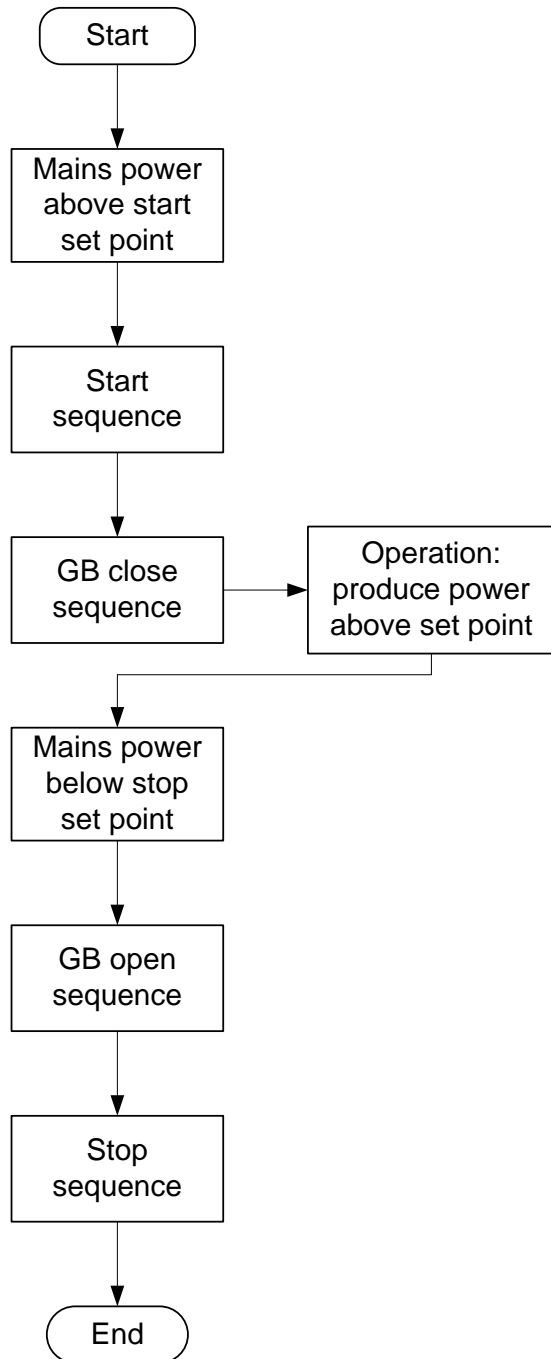 Start
Mains power
above start
set point
Start
sequence
GB close
sequence
Operation:
produce power
above set point
Mains power
below stop
set point
GB open
sequence
Stop
sequence
End